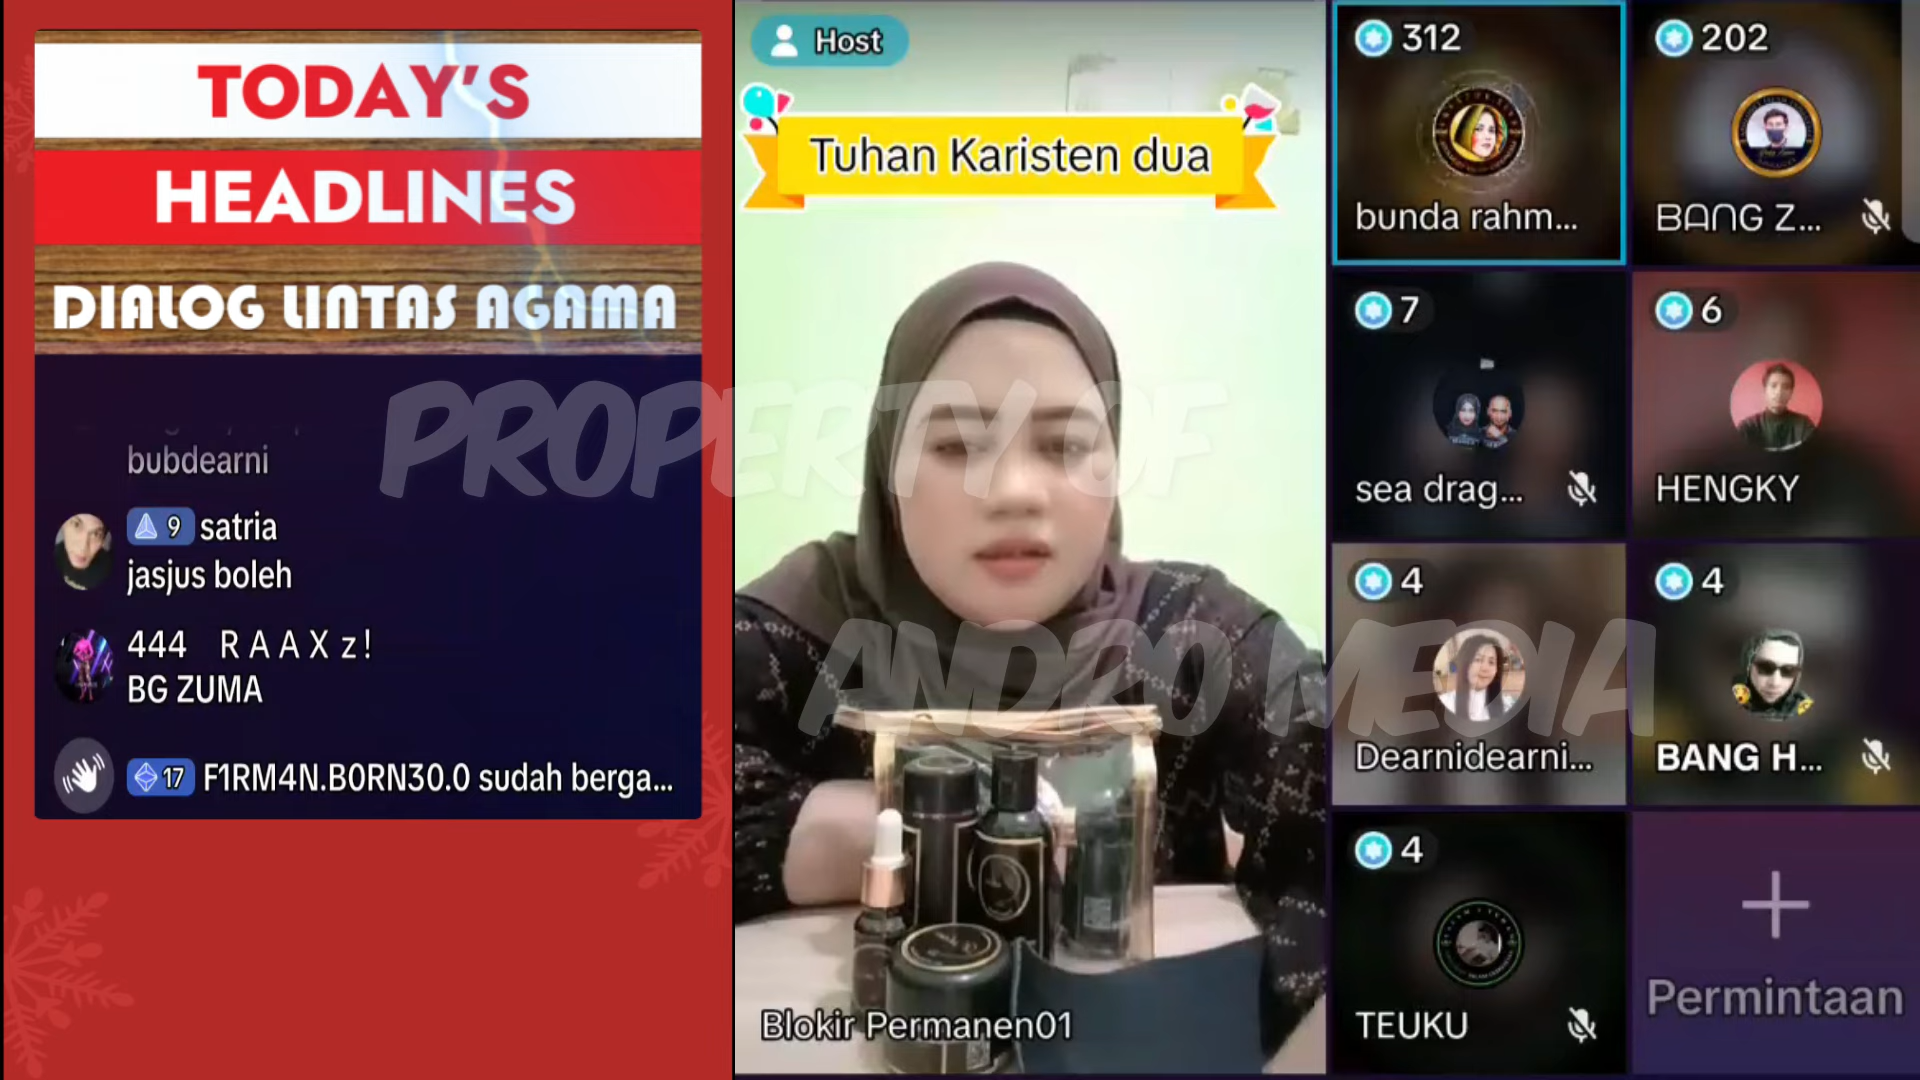 TODAY'S
HEADLINES
DIALOG LINTAS AGAMA
bubdearni
9 satria
jasjus boleh
444 R A A X z!
BG ZUMA
17 F1RM4N.B0RN30.0 sudah berga...
Host
Tuhan Karisten dua
Blokir Permanen01
312
bunda rahm...
202
BANG Z...
7
sea drag...
6
HENGKY
4
Dearnidearni...
4
BANG H...
4
TEUKU
Permintaan
PROPERTY OF
ANDRO MEDIA